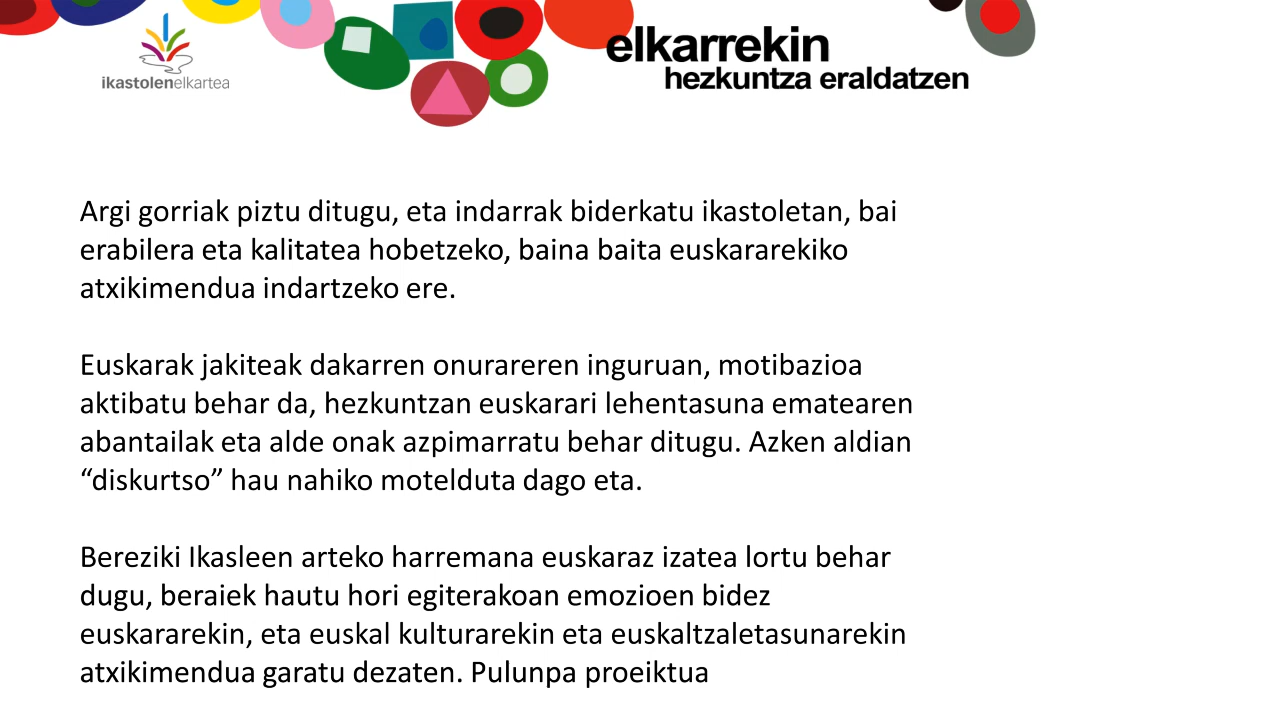 ikastolenelkartea
elkarrekin
hezkuntza eraldatzen
Argi gorriak piztu ditugu, eta indarrak biderkatu ikastoletan, bai
erabilera eta kalitatea hobetzeko, baina baita euskararekiko
atxikimendua indartzeko ere.
Euskarak jakiteak dakarren onurareren inguruan, motibazioa
aktibatu behar da, hezkuntzan euskarari lehentasuna ematearen
abantailak eta alde onak azpimarratu behar ditugu. Azken aldian
“diskurtso” hau nahiko motelduta dago eta.
Bereziki Ikasleen arteko harremana euskaraz izatea lortu behar
dugu, beraiek hautu hori egiterakoan emozioen bidez
euskararekin, eta euskal kulturarekin eta euskaltzaletasunarekin
atxikimendua garatu dezaten. Pulunpa proeiktua